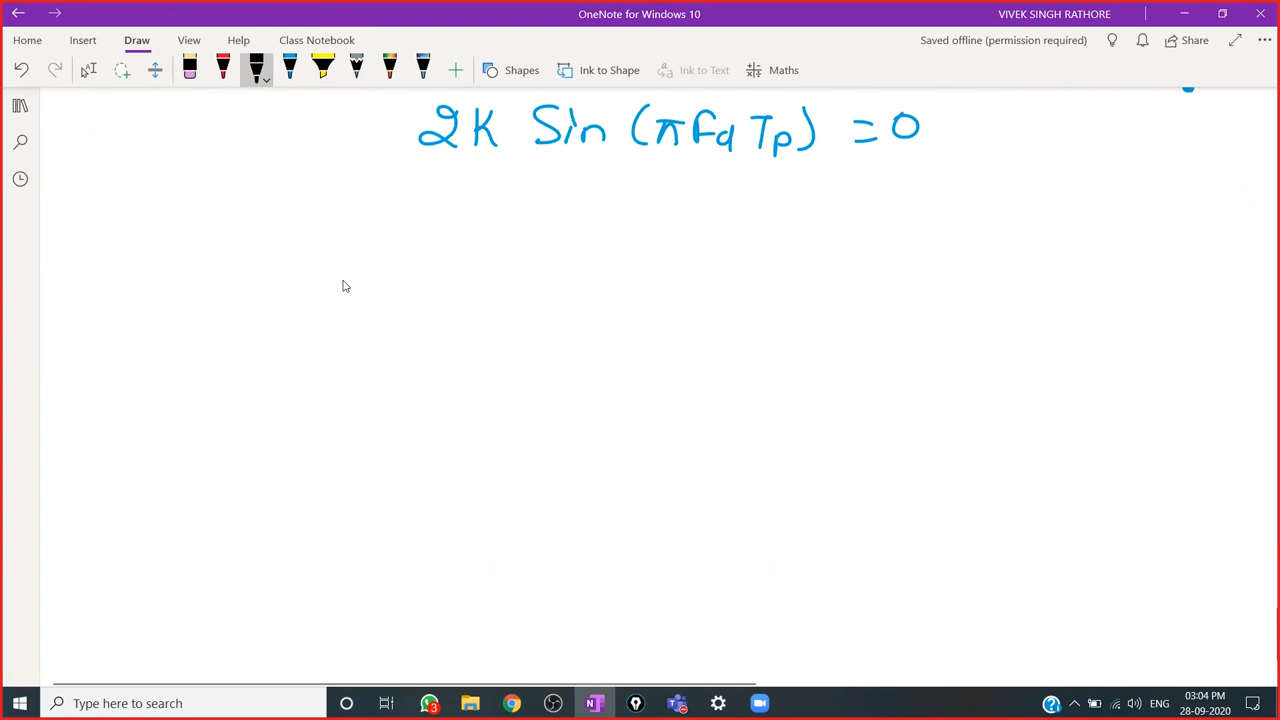 OneNote for Windows 10
VIVEK SINGH RATHORE
Home Insert Draw View Help Class Notebook
Saved offline (permission required)
Share
Shapes
Ink to Shape
Ink to Text
Maths
2K Sin (πFd Tp) = 0
Type here to search
3
ENG
03:04 PM
28-09-2020